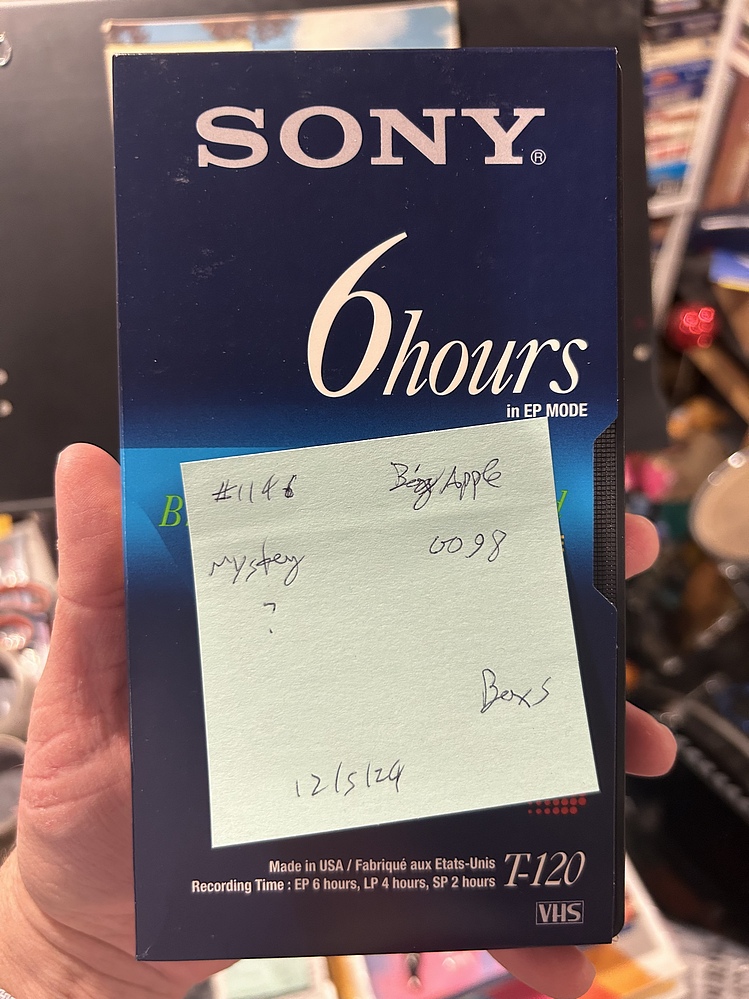 SONY®
6hours
in EP MODE
B
d
#1146 Big Apple
Mystery 0098
?
Box 5
12/5/24
Made in USA / Fabriqué aux Etats-Unis
Recording Time : EP 6 hours, LP 4 hours, SP 2 hours
T-120
VHS